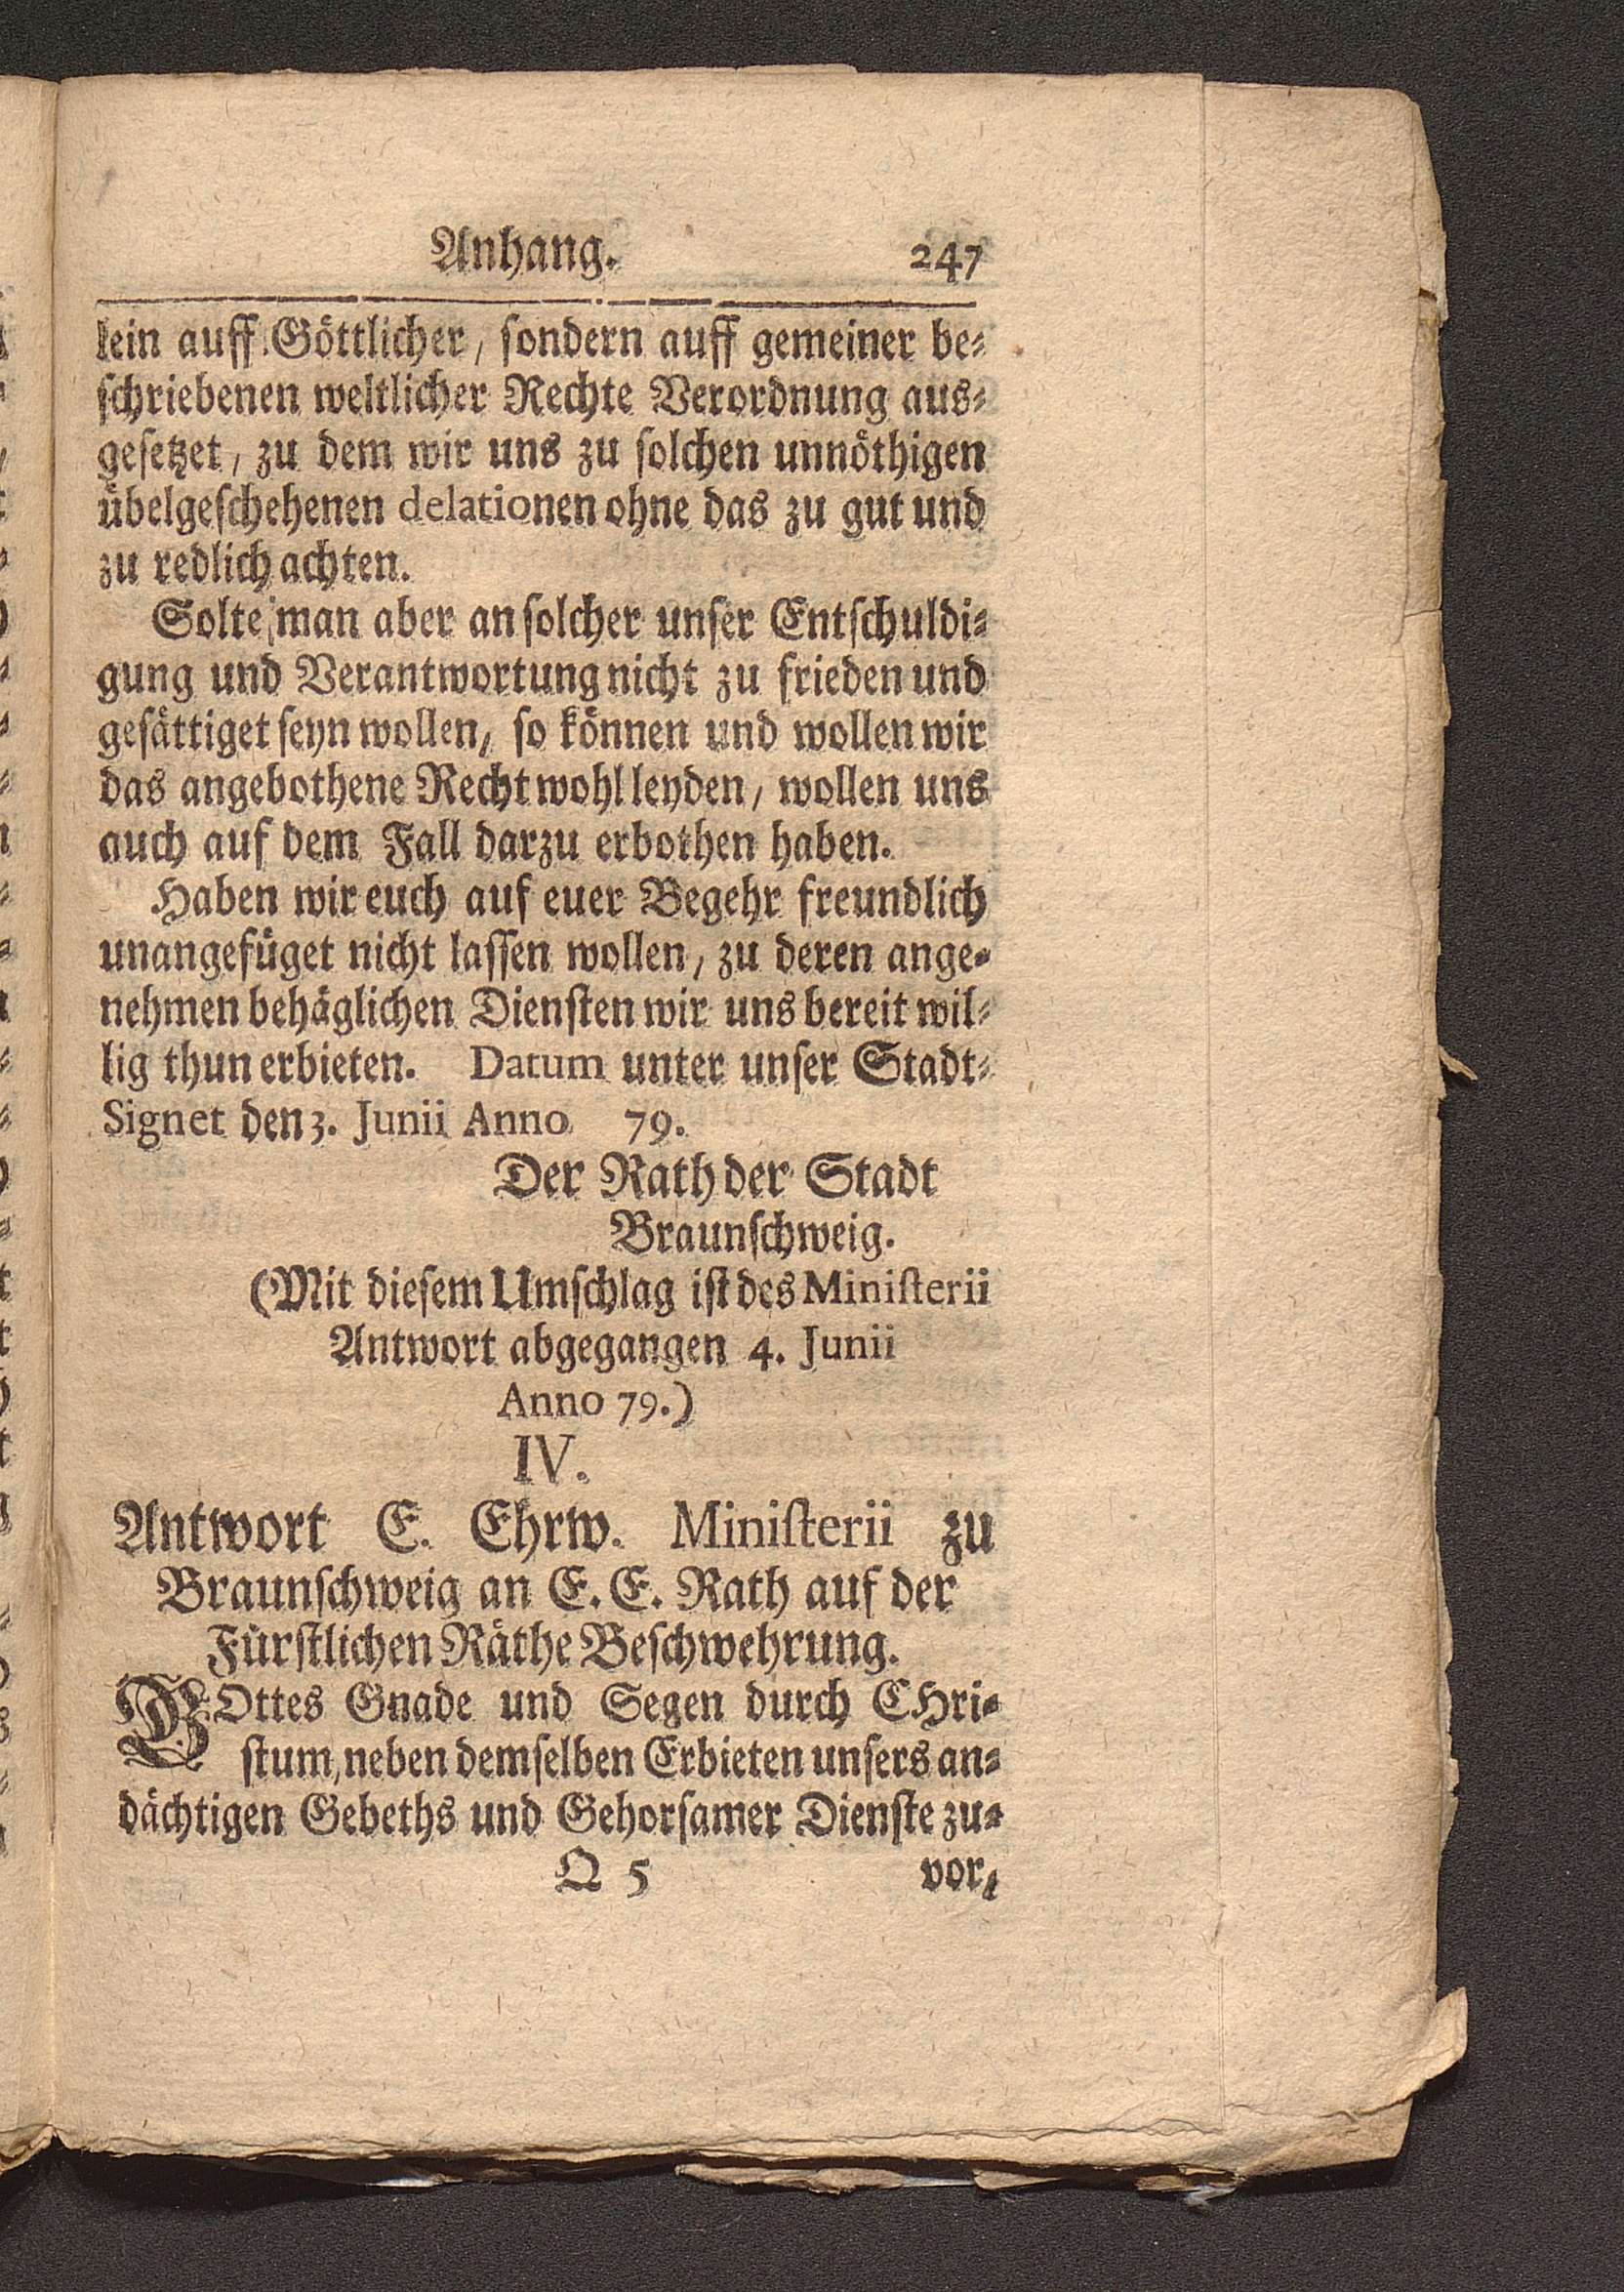 Anhang. 247
lein auff Göttlicher, sondern auff gemeiner be-
schriebenen weltlicher Rechte Verordnung aus-
gesetzet, zu dem wir uns zu solchen unnöthigen
übelgeschehenen delationen ohne das zu gut und
zu redlich achten.
Solte man aber an solcher unser Entschuldi-
gung und Verantwortung nicht zu frieden und
gesättiget seyn wollen, so können und wollen wir
das angebothene Recht wohl leyden, wollen uns
auch auf dem Fall darzu erbothen haben.
Haben wir euch auf euer Begehr freundlich
unangefüget nicht lassen wollen, zu deren ange-
nehmen behäglichen Diensten wir uns bereit wil-
lig thun erbieten. Datum unter unser Stadt-
Signet den 3. Junii Anno 79.
Der Rath der Stadt
Braunschweig.
(Mit diesem Umschlag ist des Ministerii
Antwort abgegangen 4. Junii
Anno 79.)
IV.
Antwort E. Ehrw. Ministerii zu
Braunschweig an E. E. Rath auf der
Fürstlichen Räthe Beschwehrung.
GOttes Gnade und Segen durch CHri-
stum, neben demselben Erbieten unsers an-
dächtigen Gebeths und Gehorsamer Dienste zu-
Q 5 vor,